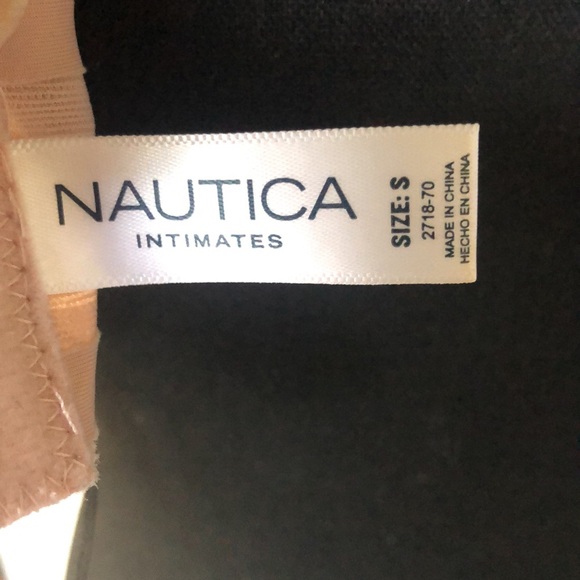 NAUTICA
INTIMATES
SIZE: S
2718-70
MADE IN CHINA
HECHO EN CHINA